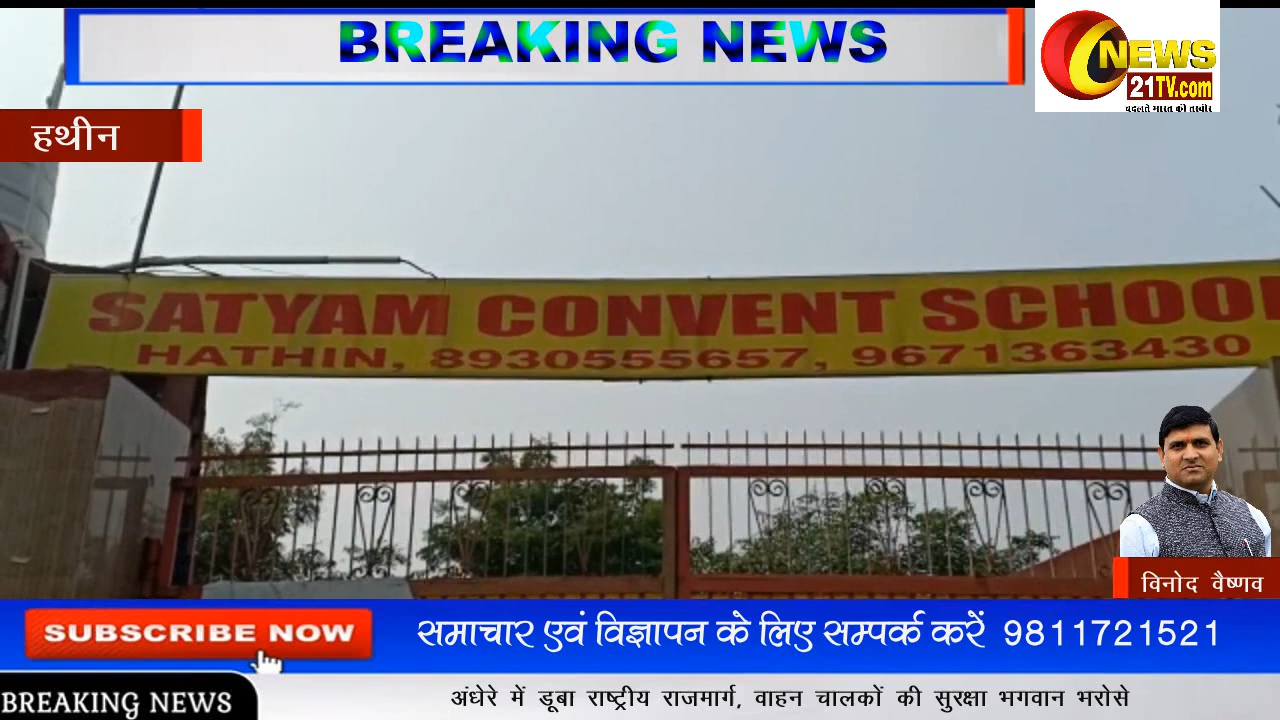 BREAKING NEWS
NEWS
21TV.com
बदलते भारत की तस्वीर
हथीन
SATYAM CONVENT SCHOOL
HATHIN, 8930555657, 9671363430
विनोद वैष्णव
SUBSCRIBE NOW
समाचार एवं विज्ञापन के लिए सम्पर्क करें 9811721521
BREAKING NEWS
अंधेरे में डूबा राष्ट्रीय राजमार्ग, वाहन चालकों की सुरक्षा भगवान भरोसे